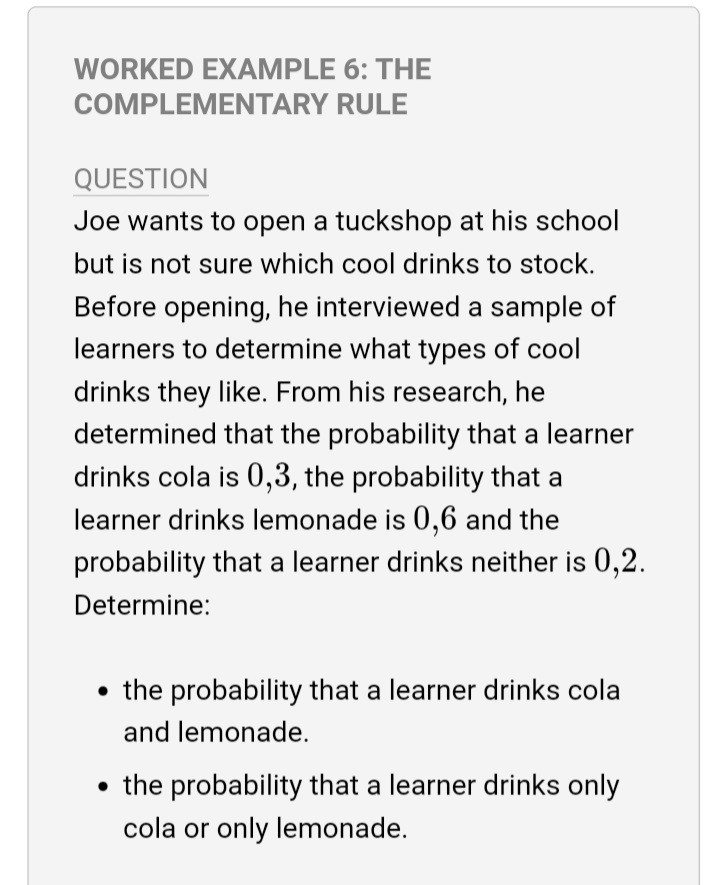 WORKED EXAMPLE 6: THE
COMPLEMENTARY RULE
QUESTION
Joe wants to open a tuckshop at his school
but is not sure which cool drinks to stock.
Before opening, he interviewed a sample of
learners to determine what types of cool
drinks they like. From his research, he
determined that the probability that a learner
drinks cola is 0,3, the probability that a
learner drinks lemonade is 0,6 and the
probability that a learner drinks neither is 0,2.
Determine:
• the probability that a learner drinks cola
and lemonade.
• the probability that a learner drinks only
cola or only lemonade.